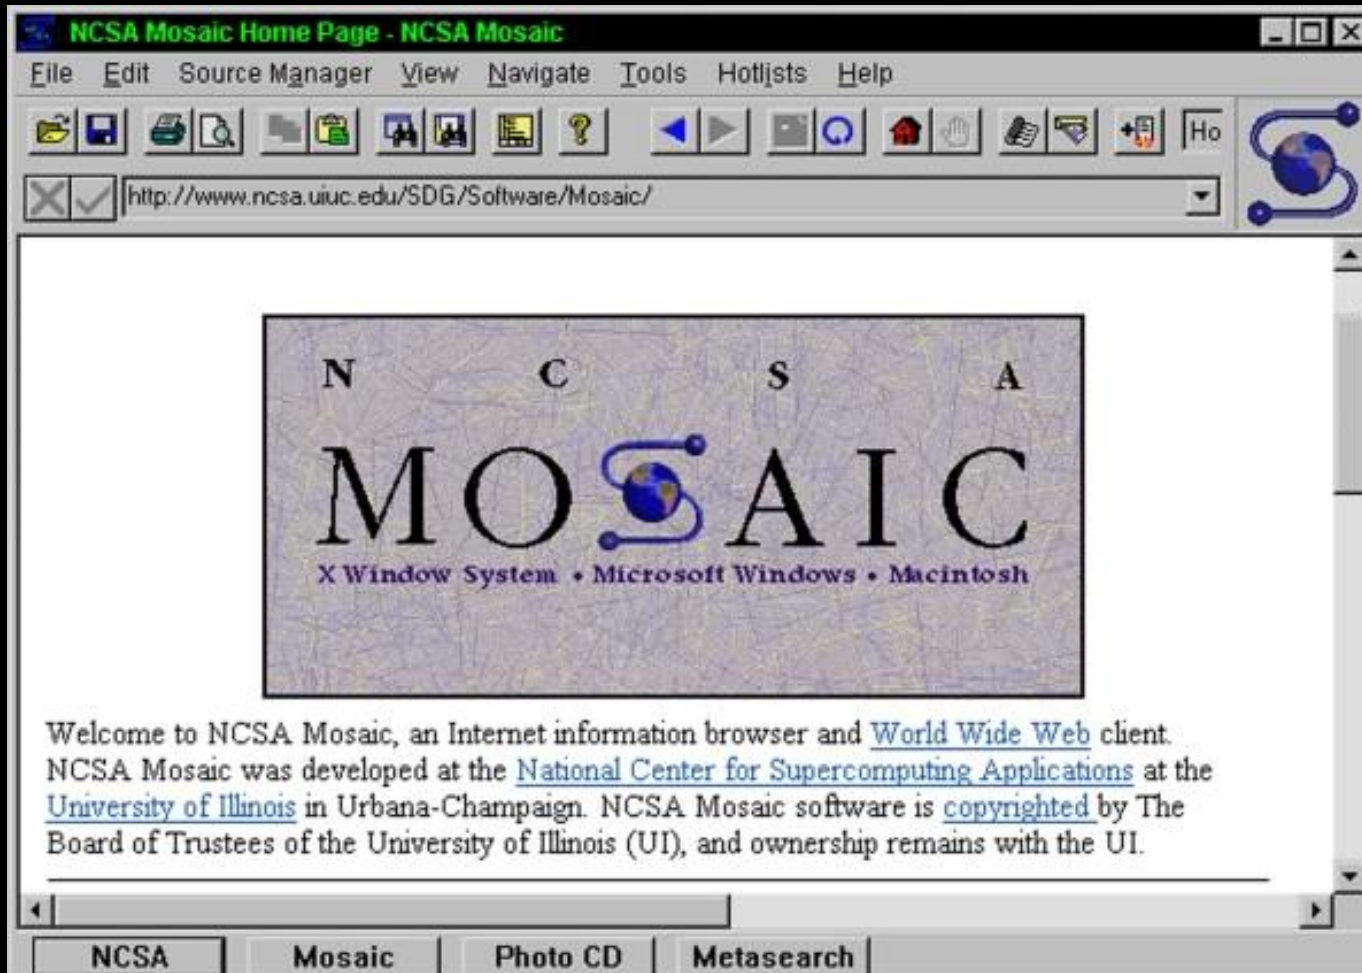 NCSA Mosaic Home Page - NCSA Mosaic
File Edit Source Manager View Navigate Tools Hotlists Help
Ho
http://www.ncsa.uiuc.edu/SDG/Software/Mosaic/
N C S A
MOSAIC
X Window System • Microsoft Windows • Macintosh
Welcome to NCSA Mosaic, an Internet information browser and World Wide Web client.
NCSA Mosaic was developed at the National Center for Supercomputing Applications at the
University of Illinois in Urbana-Champaign. NCSA Mosaic software is copyrighted by The
Board of Trustees of the University of Illinois (UI), and ownership remains with the UI.
NCSA Mosaic Photo CD Metasearch